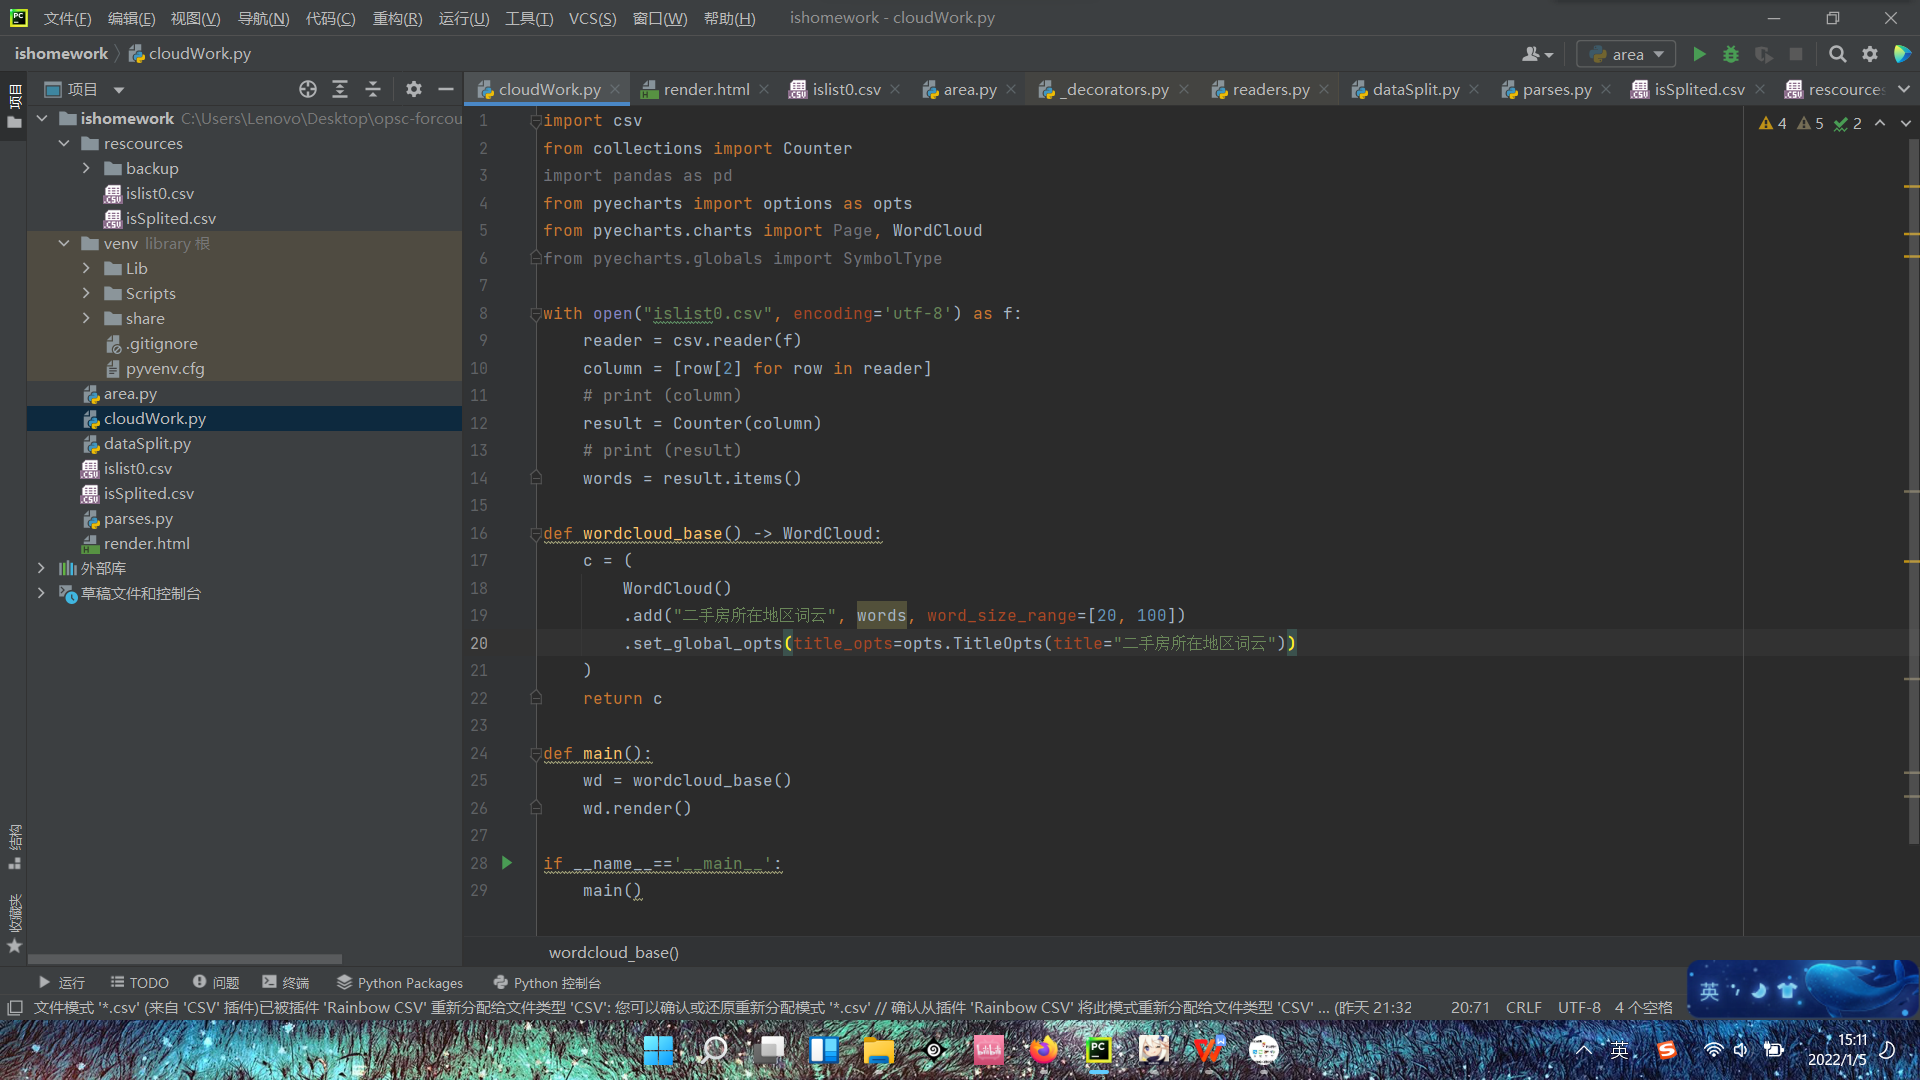 文件(F) 编辑(E) 视图(V) 导航(N) 代码(C) 重构(R) 运行(U) 工具(T) VCS(S) 窗口(W) 帮助(H) ishomework - cloudWork.py
ishomework cloudWork.py area
项目 项目 cloudWork.py render.html islist0.csv area.py _decorators.py readers.py dataSplit.py parses.py isSplited.csv rescources
ishomework C:\Users\Lenovo\Desktop\opsc-forcou
rescources
backup
islist0.csv
isSplited.csv
venv library 根
Lib
Scripts
share
.gitignore
pyvenv.cfg
area.py
cloudWork.py
dataSplit.py
islist0.csv
isSplited.csv
parses.py
render.html
外部库
草稿文件和控制台
结构
收藏夹
4 5 2
1 import csv
2 from collections import Counter
3 import pandas as pd
4 from pyecharts import options as opts
5 from pyecharts.charts import Page, WordCloud
6 from pyecharts.globals import SymbolType
7
8 with open("islist0.csv", encoding='utf-8') as f:
9 reader = csv.reader(f)
10 column = [row[2] for row in reader]
11 # print (column)
12 result = Counter(column)
13 # print (result)
14 words = result.items()
15
16 def wordcloud_base() -> WordCloud:
17 c = (
18 WordCloud()
19 .add("二手房所在地区词云", words, word_size_range=[20, 100])
20 .set_global_opts(title_opts=opts.TitleOpts(title="二手房所在地区词云"))
21 )
22 return c
23
24 def main():
25 wd = wordcloud_base()
26 wd.render()
27
28 if __name__=='__main__':
29 main()
wordcloud_base()
运行 TODO 问题 终端 Python Packages Python 控制台
文件模式 '*.csv' (来自 'CSV' 插件)已被插件 'Rainbow CSV' 重新分配给文件类型 'CSV': 您可以确认或还原重新分配模式 '*.csv' // 确认从插件 'Rainbow CSV' 将此模式重新分配给文件类型 'CSV' ... (昨天 21:32 20:71 CRLF UTF-8 4 个空格
英
英 15:11
2022/1/5